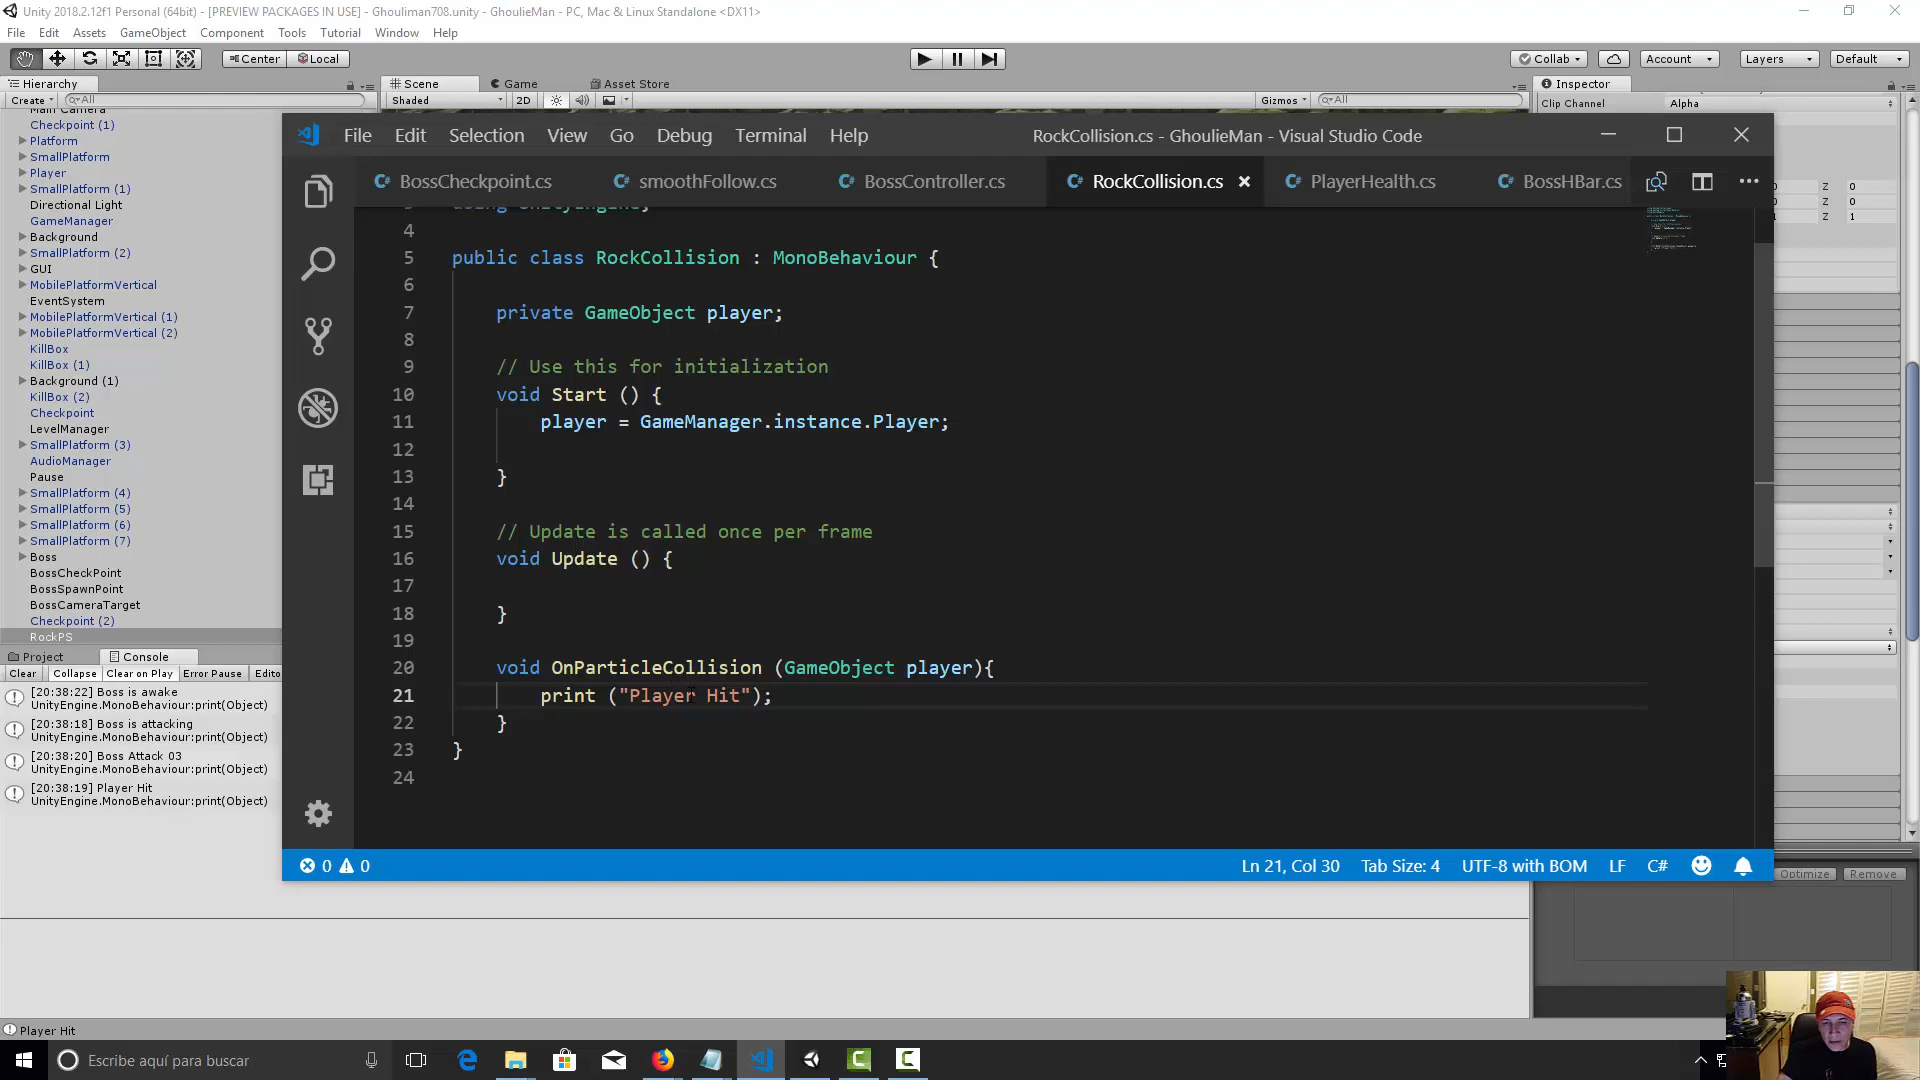 Unity 2018.2.12f1 Personal (64bit) - [PREVIEW PACKAGES IN USE] - Ghouliman708.unity - GhoulieMan - PC, Mac & Linux Standalone <DX11>
File Edit Assets GameObject Component Tools Tutorial Window Help
Center Local Collab Account Layers Default
Hierarchy Scene Game Asset Store Inspector
Create All Shaded 2D Gizmos All Clip Channel Alpha
Main Camera
Checkpoint (1)
Platform
SmallPlatform
Player
SmallPlatform (1)
Directional Light
GameManager
Background
SmallPlatform (2)
GUI
MobilePlatformVertical
EventSystem
MobilePlatformVertical (1)
MobilePlatformVertical (2)
KillBox
KillBox (1)
Background (1)
KillBox (2)
Checkpoint
LevelManager
SmallPlatform (3)
AudioManager
Pause
SmallPlatform (4)
SmallPlatform (5)
SmallPlatform (6)
SmallPlatform (7)
Boss
BossCheckPoint
BossSpawnPoint
BossCameraTarget
Checkpoint (2)
RockPS
Project Console
Clear Collapse Clear on Play Error Pause Edito
[20:38:22] Boss is awake
UnityEngine.MonoBehaviour:print(Object)
[20:38:18] Boss is attacking
UnityEngine.MonoBehaviour:print(Object)
[20:38:20] Boss Attack 03
UnityEngine.MonoBehaviour:print(Object)
[20:38:19] Player Hit
UnityEngine.MonoBehaviour:print(Object)
File Edit Selection View Go Debug Terminal Help RockCollision.cs - GhoulieMan - Visual Studio Code
BossCheckpoint.cs smoothFollow.cs BossController.cs RockCollision.cs PlayerHealth.cs BossHBar.cs
using UnityEngine;
4
5 public class RockCollision : MonoBehaviour {
6
7 private GameObject player;
8
9 // Use this for initialization
10 void Start () {
11 player = GameManager.instance.Player;
12
13 }
14
15 // Update is called once per frame
16 void Update () {
17
18 }
19
20 void OnParticleCollision (GameObject player){
21 print ("Player Hit");
22 }
23 }
24
0 0 Ln 21, Col 30 Tab Size: 4 UTF-8 with BOM LF C#
Z 0
Z 0
Z 1
Optimize Remove
Player Hit
Escribe aquí para buscar